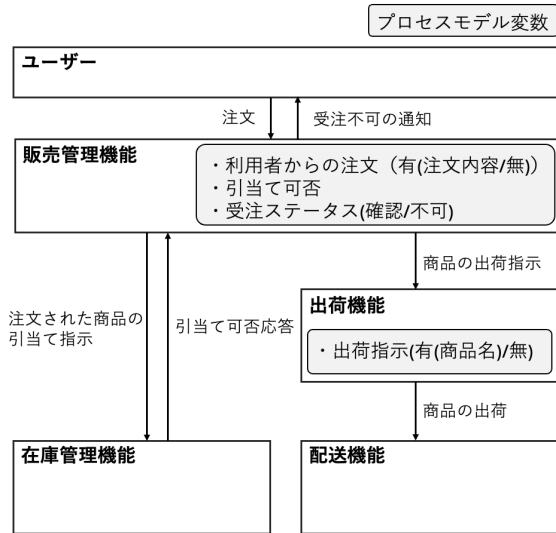 プロセスモデル変数
ユーザー
注文
受注不可の通知
販売管理機能
・利用者からの注文（有(注文内容/無)）
・引当て可否
・受注ステータス(確認/不可)
商品の出荷指示
注文された商品の
引当て指示
引当て可否応答
出荷機能
・出荷指示(有(商品名)/無)
商品の出荷
在庫管理機能
配送機能